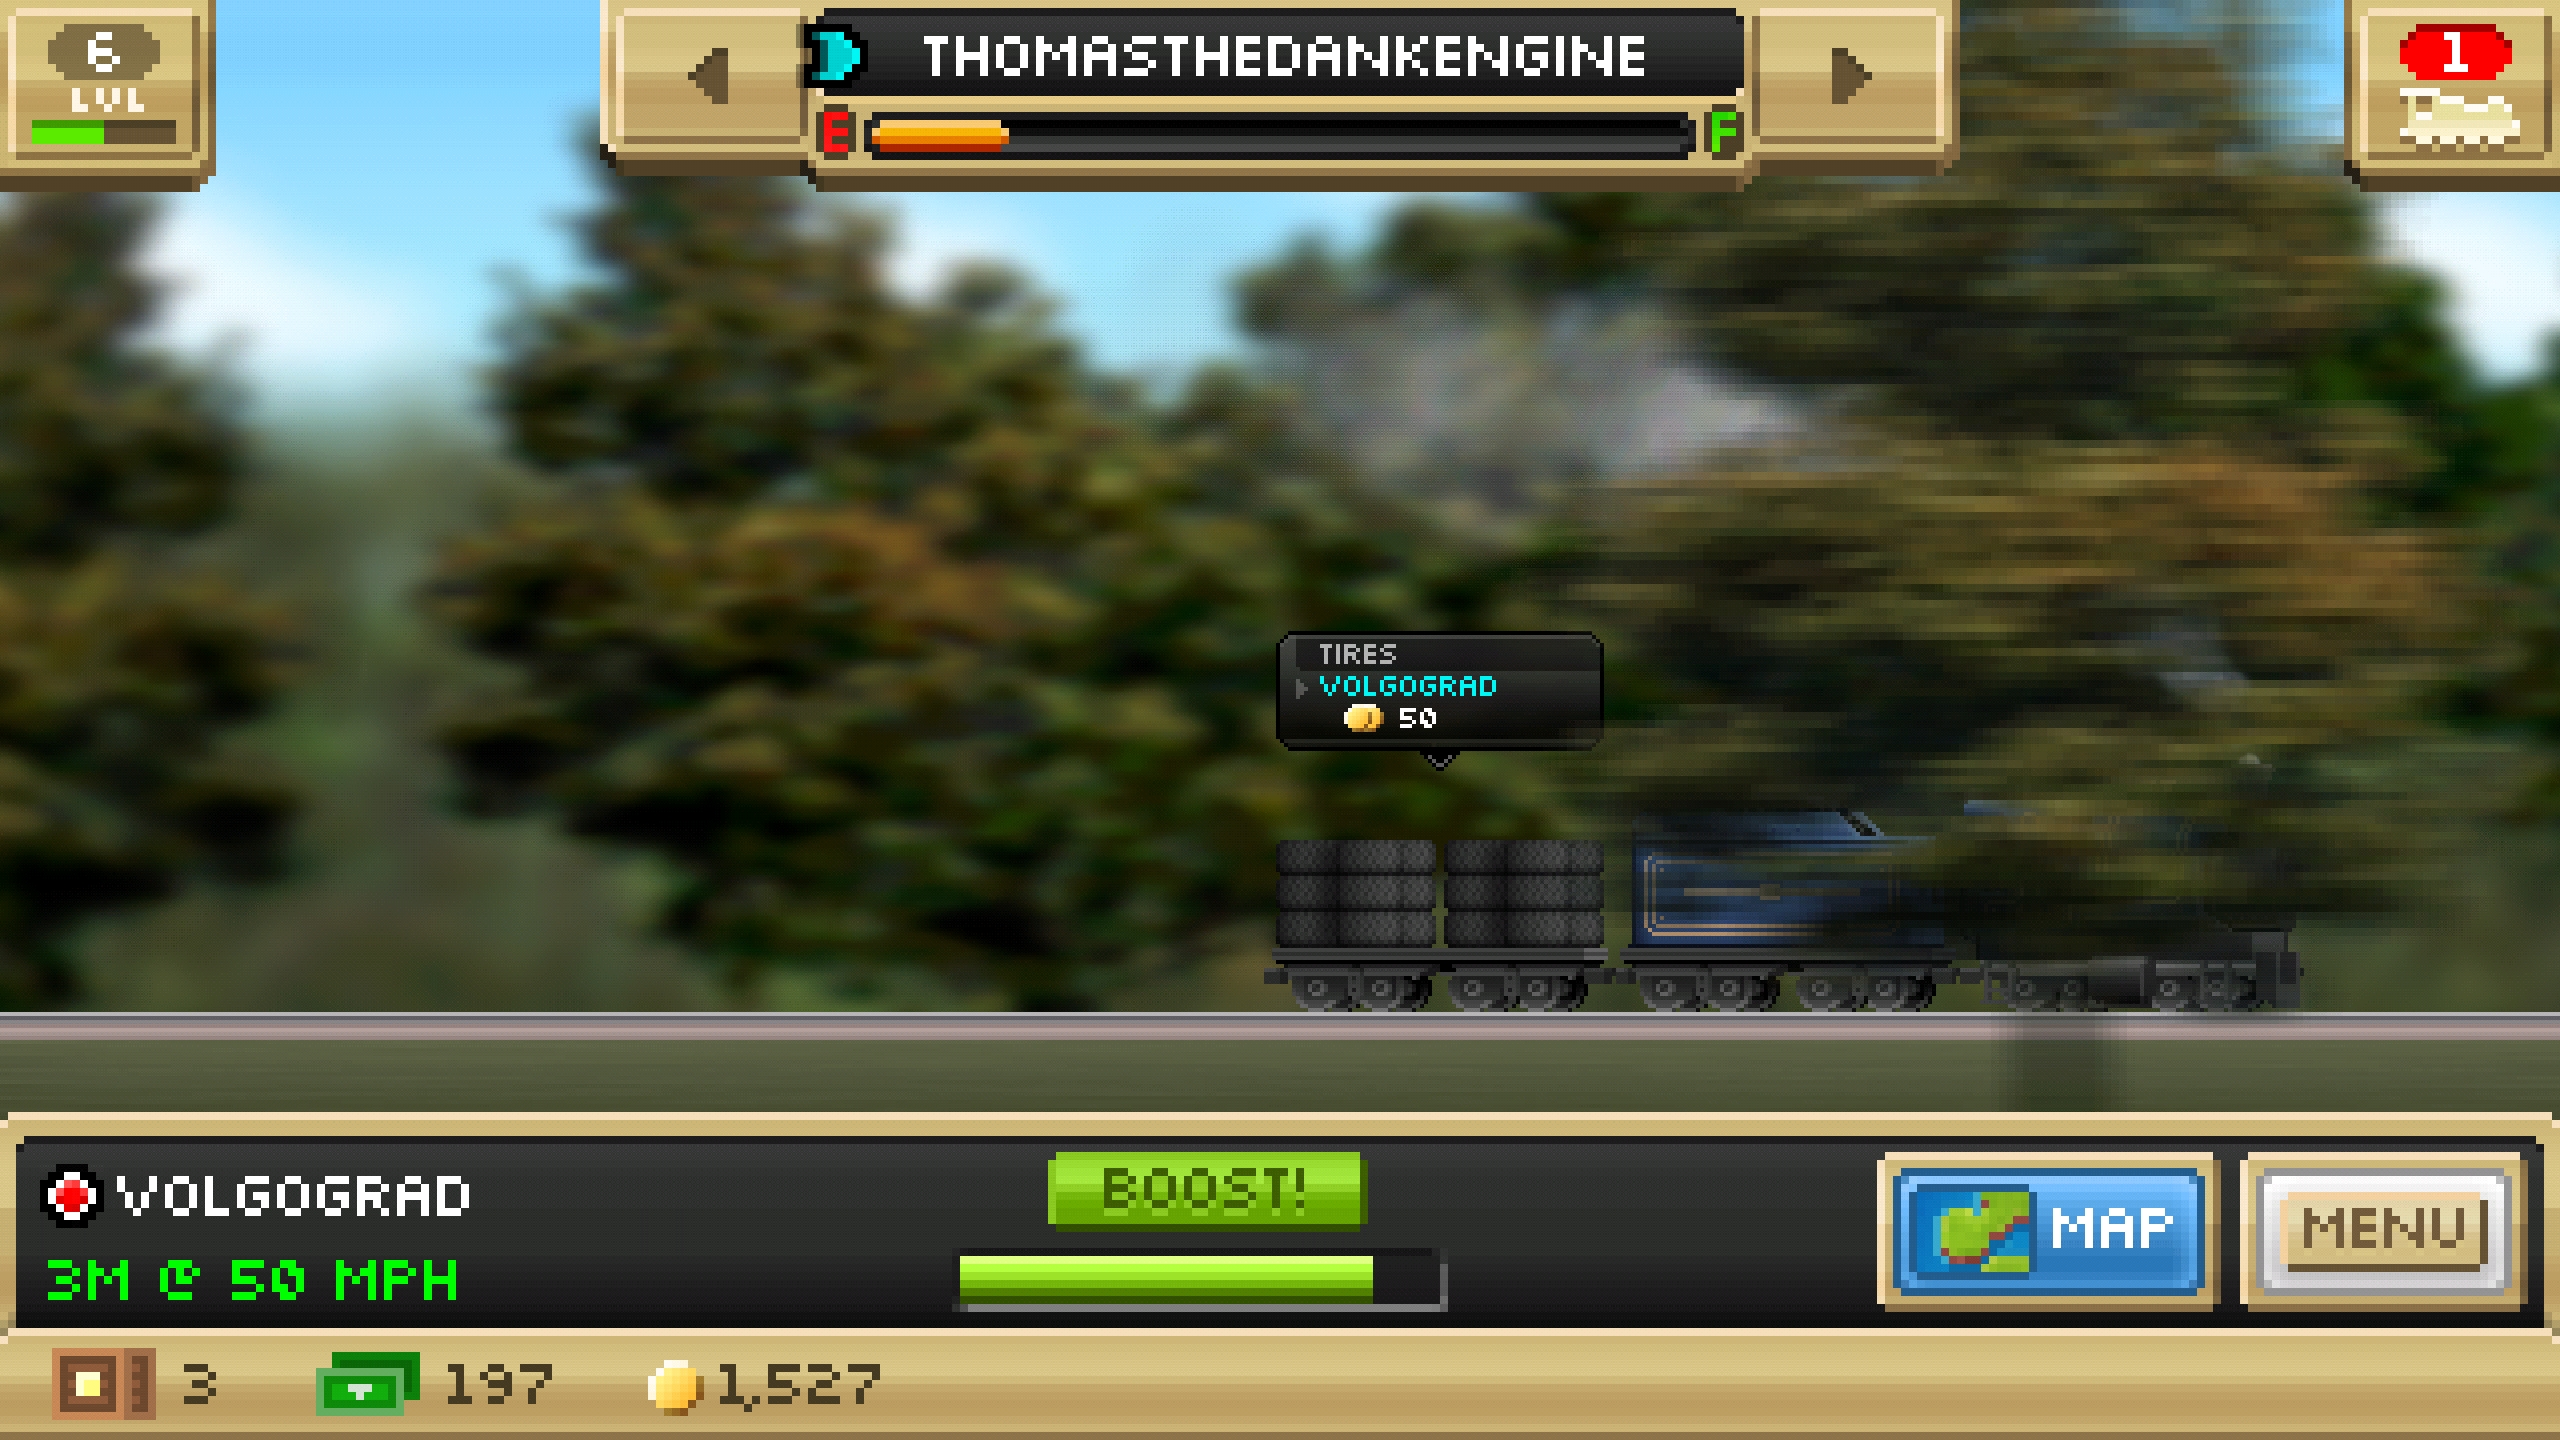 6
LVL
THOMASTHEDANKENGINE
E F
1
TIRES
VOLGOGRAD
50
VOLGOGRAD
3M @ 50 MPH
BOOST!
MAP
MENU
3 197 1,527